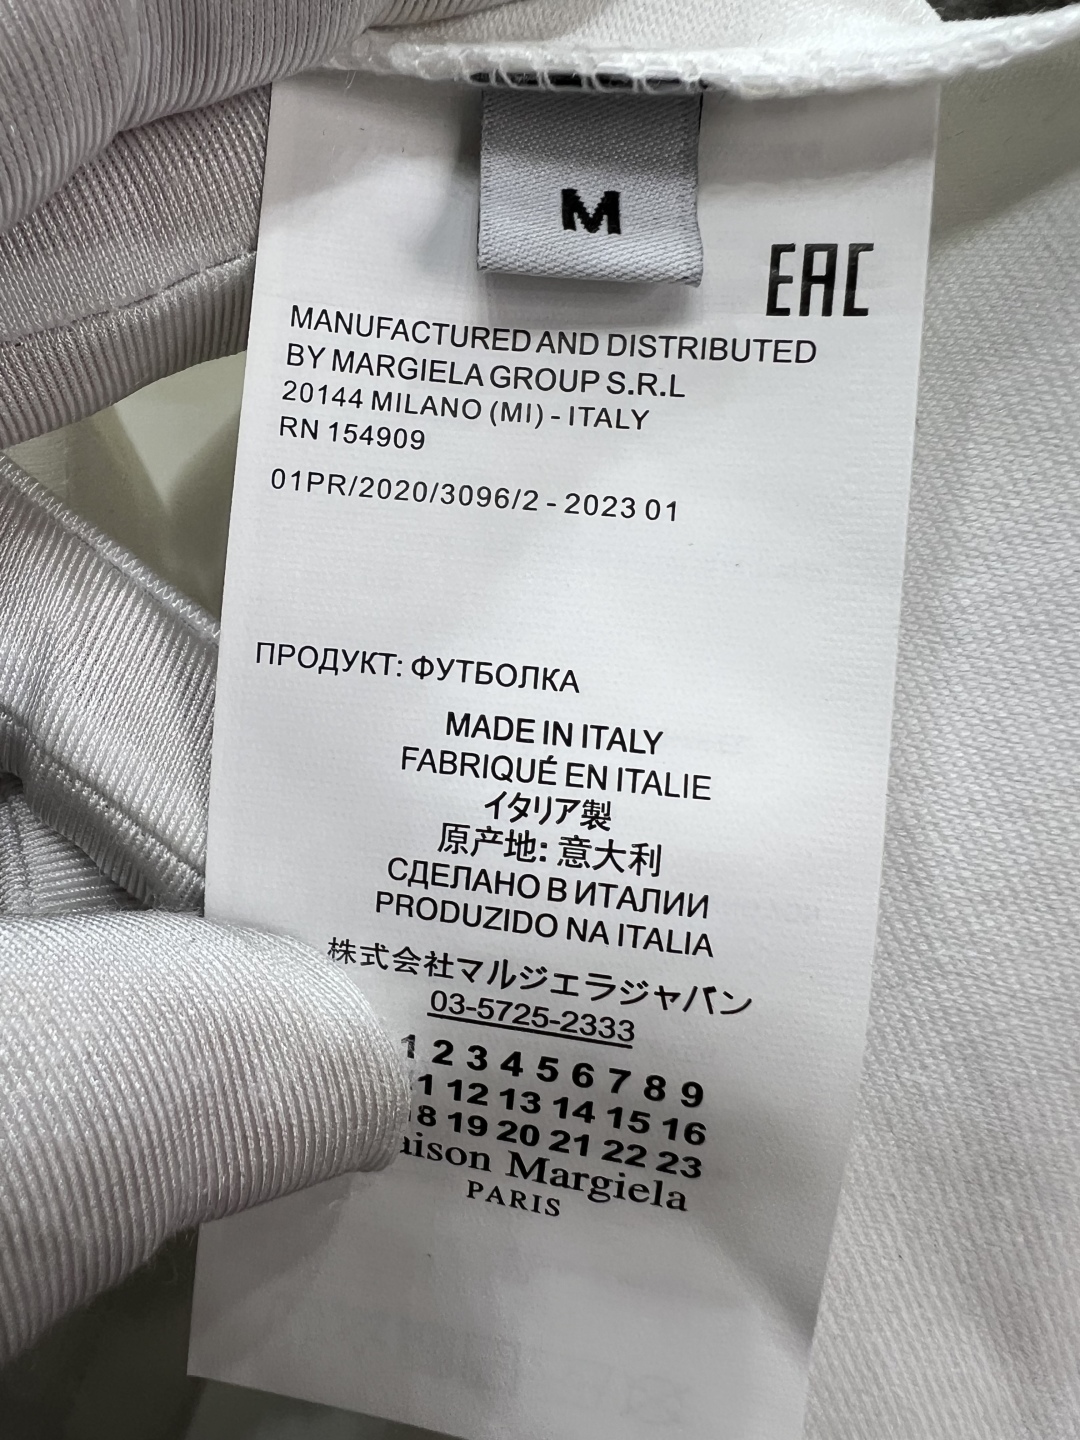 M
EAC
MANUFACTURED AND DISTRIBUTED
BY MARGIELA GROUP S.R.L
20144 MILANO (MI) - ITALY
RN 154909
01PR/2020/3096/2 - 2023 01
ПРОДУКТ: ФУТБОЛКА
MADE IN ITALY
FABRIQUÉ EN ITALIE
イタリア製
原产地: 意大利
СДЕЛАНО В ИТАЛИИ
PRODUZIDO NA ITALIA
株式会社マルジエラジャパン
03-5725-2333
1 2 3 4 5 6 7 8 9
12 13 14 15 16
19 20 21 22 23
Margiela
PARIS